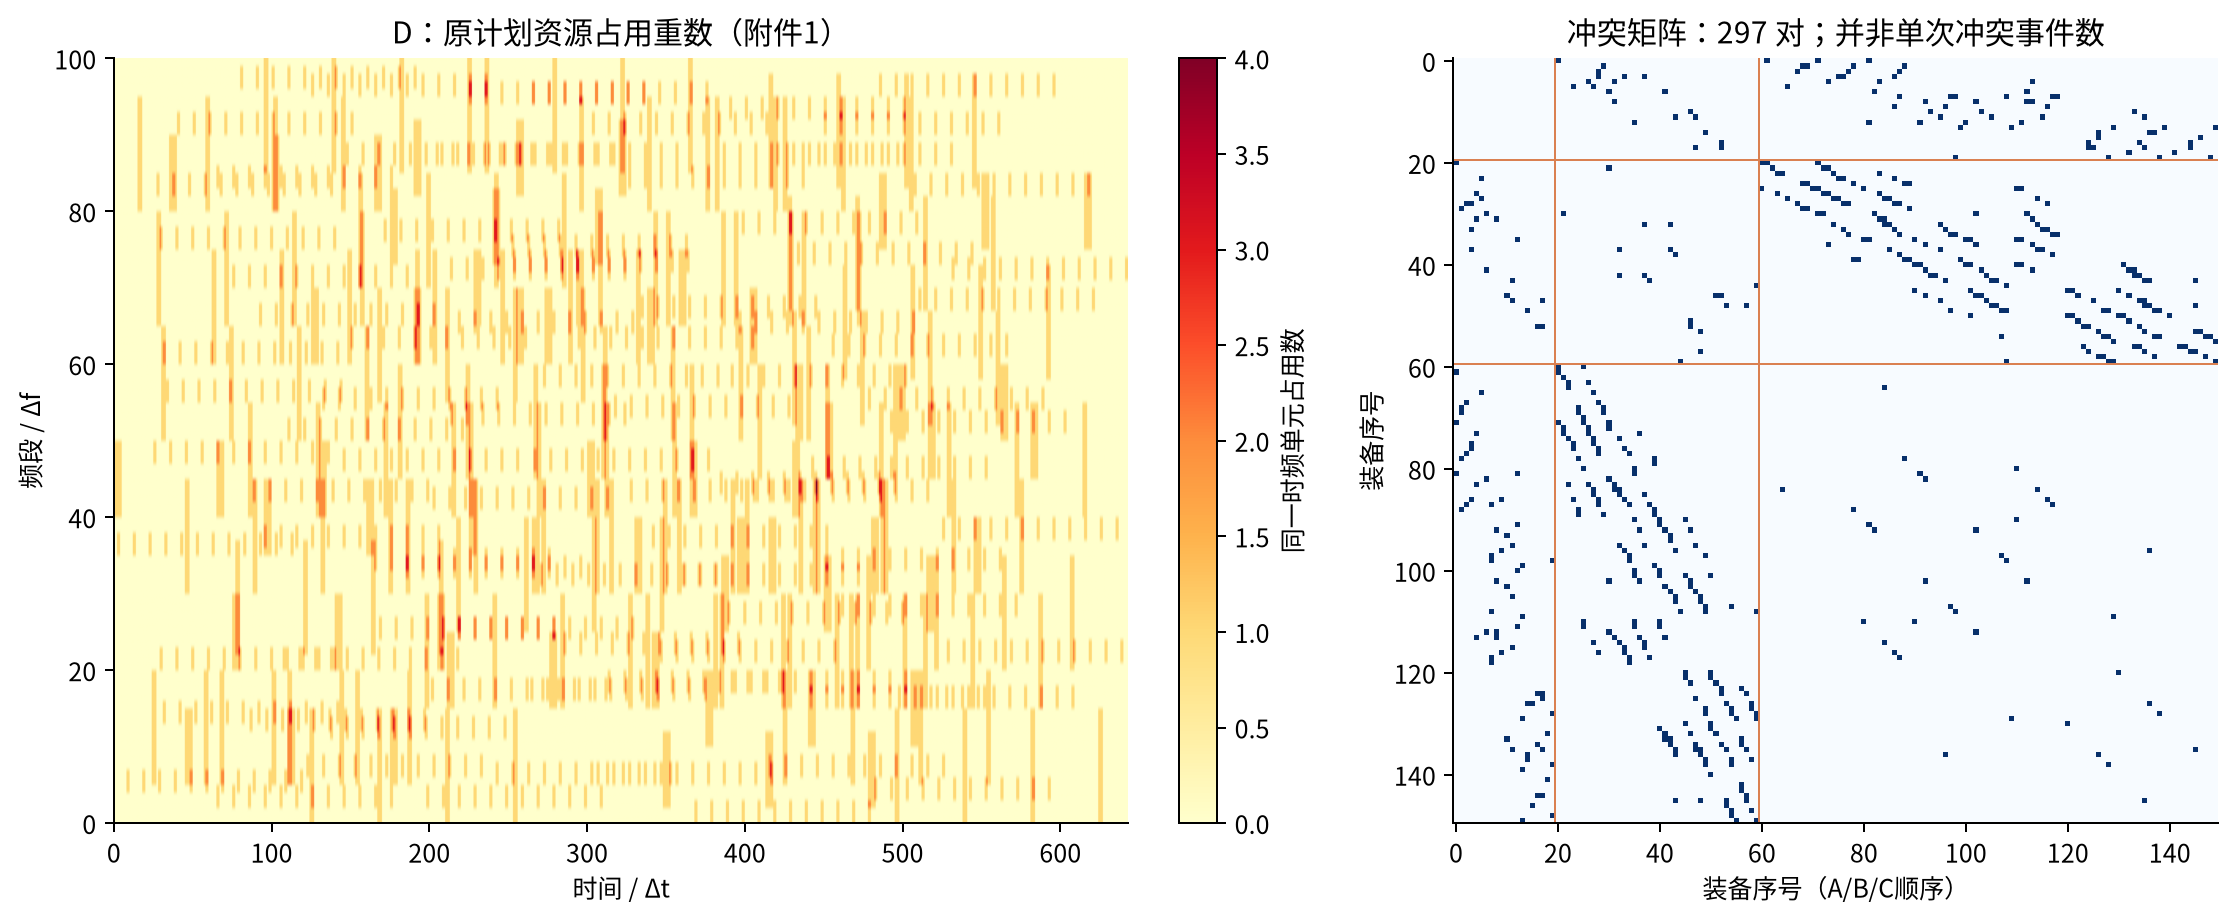 D：原计划资源占用重数（附件1）
100
80
60
40
20
0
频段 / Δf
0 100 200 300 400 500 600
时间 / Δt
4.0
3.5
3.0
2.5
2.0
1.5
1.0
0.5
0.0
同一时频单元占用数
冲突矩阵：297 对；并非单次冲突事件数
0
20
40
60
80
100
120
140
装备序号
0 20 40 60 80 100 120 140
装备序号（A/B/C顺序）